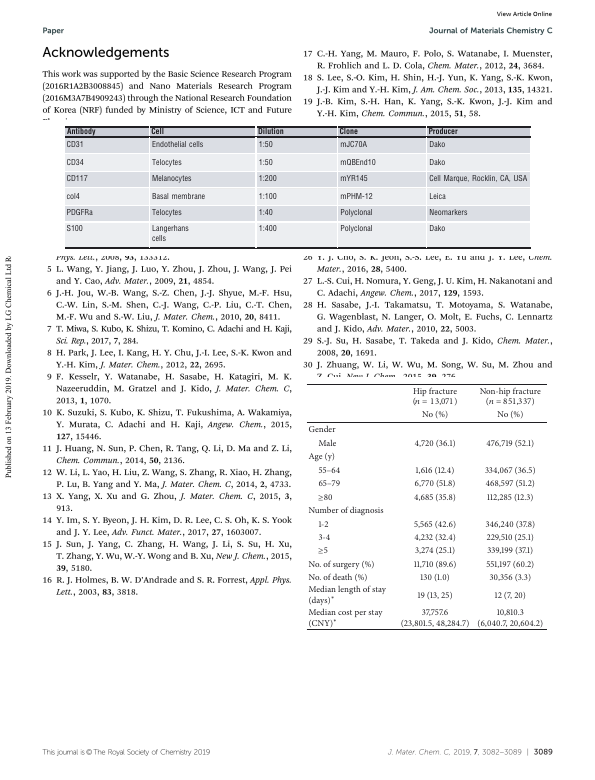 View Article Online
Paper
Journal of Materials Chemistry C
Acknowledgements
This work was supported by the Basic Science Research Program
(2016R1A2B3008845) and Nano Materials Research Program
(2016M3A7B4909243) through the National Research Foundation
of Korea (NRF) funded by Ministry of Science, ICT and Future
17 C.-H. Yang, M. Mauro, F. Polo, S. Watanabe, I. Muenster,
R. Frohlich and L. D. Cola, Chem. Mater., 2012, 24, 3684.
18 S. Lee, S.-O. Kim, H. Shin, H.-J. Yun, K. Yang, S.-K. Kwon,
J.-J. Kim and Y.-H. Kim, J. Am. Chem. Soc., 2013, 135, 14321.
19 J.-B. Kim, S.-H. Han, K. Yang, S.-K. Kwon, J.-J. Kim and
Y.-H. Kim, Chem. Commun., 2015, 51, 58.
Antibody Cell Dilution Clone Producer
CD31 Endothelial cells 1:50 mJC70A Dako
CD34 Telocytes 1:50 mQBEnd10 Dako
CD117 Melanocytes 1:200 mYR145 Cell Marque, Rocklin, CA, USA
col4 Basal membrane 1:100 mPHM-12 Leica
PDGFRa Telocytes 1:40 Polyclonal Neomarkers
S100 Langerhans 1:400 Polyclonal Dako
cells
Phys. Lett., 2008, 93, 133312.
5 L. Wang, Y. Jiang, J. Luo, Y. Zhou, J. Zhou, J. Wang, J. Pei
and Y. Cao, Adv. Mater., 2009, 21, 4854.
6 J.-H. Jou, W.-B. Wang, S.-Z. Chen, J.-J. Shyue, M.-F. Hsu,
C.-W. Lin, S.-M. Shen, C.-J. Wang, C.-P. Liu, C.-T. Chen,
M.-F. Wu and S.-W. Liu, J. Mater. Chem., 2010, 20, 8411.
7 T. Miwa, S. Kubo, K. Shizu, T. Komino, C. Adachi and H. Kaji,
Sci. Rep., 2017, 7, 284.
8 H. Park, J. Lee, I. Kang, H. Y. Chu, J.-I. Lee, S.-K. Kwon and
Y.-H. Kim, J. Mater. Chem., 2012, 22, 2695.
9 F. Kesslr, Y. Watanabe, H. Sasabe, H. Katagiri, M. K.
Nazeeruddin, M. Gratzel and J. Kido, J. Mater. Chem. C,
2013, 1, 1070.
10 K. Suzuki, S. Kubo, K. Shizu, T. Fukushima, A. Wakamiya,
Y. Murata, C. Adachi and H. Kaji, Angew. Chem., 2015,
127, 15446.
11 J. Huang, N. Sun, P. Chen, R. Tang, Q. Li, D. Ma and Z. Li,
Chem. Commun., 2014, 50, 2136.
12 W. Li, L. Yao, H. Liu, Z. Wang, S. Zhang, R. Xiao, H. Zhang,
P. Lu, B. Yang and Y. Ma, J. Mater. Chem. C, 2014, 2, 4733.
13 X. Yang, X. Xu and G. Zhou, J. Mater. Chem. C, 2015, 3,
913.
14 Y. Im, S. Y. Byeon, J. H. Kim, D. R. Lee, C. S. Oh, K. S. Yook
and J. Y. Lee, Adv. Funct. Mater., 2017, 27, 1603007.
15 J. Sun, J. Yang, C. Zhang, H. Wang, J. Li, S. Su, H. Xu,
T. Zhang, Y. Wu, W.-Y. Wong and B. Xu, New J. Chem., 2015,
39, 5180.
16 R. J. Holmes, B. W. D'Andrade and S. R. Forrest, Appl. Phys.
Lett., 2003, 83, 3818.
26 Y. J. Cho, S. K. Jeon, S.-S. Lee, E. Yu and J. Y. Lee, Chem.
Mater., 2016, 28, 5400.
27 L.-S. Cui, H. Nomura, Y. Geng, J. U. Kim, H. Nakanotani and
C. Adachi, Angew. Chem., 2017, 129, 1593.
28 H. Sasabe, J.-I. Takamatsu, T. Motoyama, S. Watanabe,
G. Wagenblast, N. Langer, O. Molt, E. Fuchs, C. Lennartz
and J. Kido, Adv. Mater., 2010, 22, 5003.
29 S.-J. Su, H. Sasabe, T. Takeda and J. Kido, Chem. Mater.,
2008, 20, 1691.
30 J. Zhuang, W. Li, W. Wu, M. Song, W. Su, M. Zhou and
Z. Cui, New J. Chem., 2015, 39, 276.
Hip fracture Non-hip fracture
(n = 13,071) (n = 851,337)
No (%) No (%)
Gender
Male 4,720 (36.1) 476,719 (52.1)
Age (y)
55–64 1,616 (12.4) 334,067 (36.5)
65–79 6,770 (51.8) 468,597 (51.2)
≥80 4,685 (35.8) 112,285 (12.3)
Number of diagnosis
1-2 5,565 (42.6) 346,240 (37.8)
3-4 4,232 (32.4) 229,510 (25.1)
≥5 3,274 (25.1) 339,199 (37.1)
No. of surgery (%) 11,710 (89.6) 551,197 (60.2)
No. of death (%) 130 (1.0) 30,356 (3.3)
Median length of stay
(days)* 19 (13, 25) 12 (7, 20)
Median cost per stay 37,757.6 10,810.3
(CNY)* (23,801.5, 48,284.7) (6,040.7, 20,604.2)
Published on 13 February 2019. Downloaded by LG Chemical Ltd R
This journal is © The Royal Society of Chemistry 2019
J. Mater. Chem. C, 2019, 7, 3082–3089 | 3089